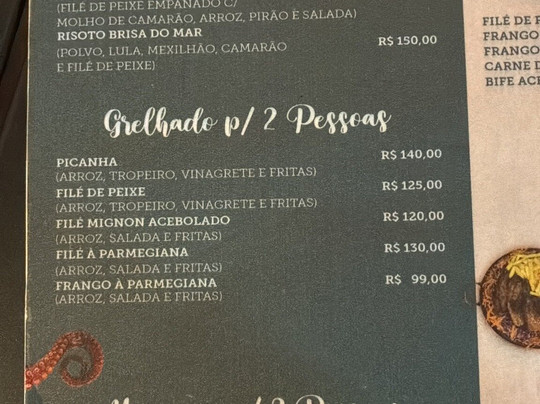 (FILÉ DE PEIXE EMPANADO C/
MOLHO DE CAMARÃO, ARROZ, PIRÃO E SALADA)
RISOTO BRISA DO MAR R$ 150,00
(POLVO, LULA, MEXILHÃO, CAMARÃO
E FILÉ DE PEIXE)
Grelhado p/ 2 Pessoas
PICANHA R$ 140,00
(ARROZ, TROPEIRO, VINAGRETE E FRITAS)
FILÉ DE PEIXE R$ 125,00
(ARROZ, TROPEIRO, VINAGRETE E FRITAS)
FILÉ MIGNON ACEBOLADO R$ 120,00
(ARROZ, SALADA E FRITAS)
FILÉ À PARMEGIANA R$ 130,00
(ARROZ, SALADA E FRITAS)
FRANGO À PARMEGIANA R$ 99,00
(ARROZ, SALADA E FRITAS)
FILÉ DE
FRANGO
FRANGO
CARNE
BIFE